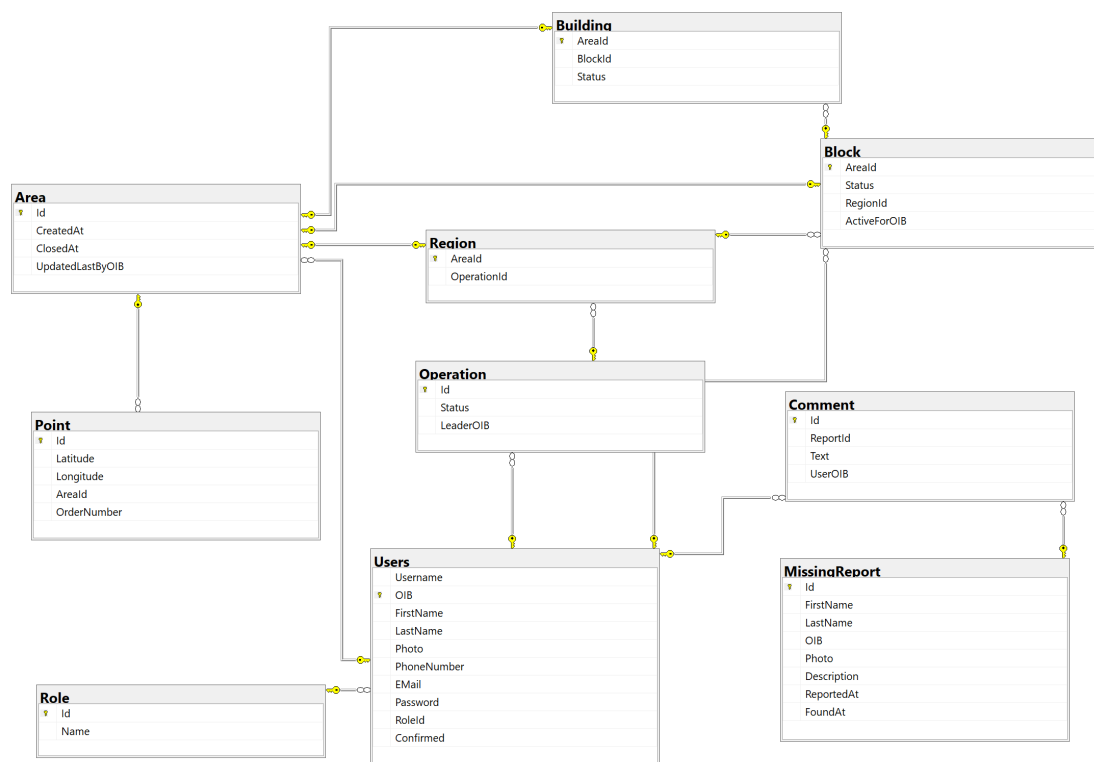 Building
AreaId
BlockId
Status
Block
AreaId
Status
RegionId
ActiveForOIB
Area
Id
CreatedAt
ClosedAt
UpdatedLastByOIB
Region
AreaId
OperationId
Operation
Id
Status
LeaderOIB
Comment
Id
ReportId
Text
UserOIB
Point
Id
Latitude
Longitude
AreaId
OrderNumber
Users
Username
OIB
FirstName
LastName
Photo
PhoneNumber
EMail
Password
RoleId
Confirmed
MissingReport
Id
FirstName
LastName
OIB
Photo
Description
ReportedAt
FoundAt
Role
Id
Name